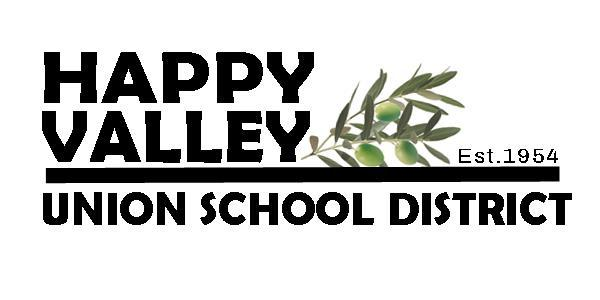 HAPPY
VALLEY
Est.1954
UNION SCHOOL DISTRICT